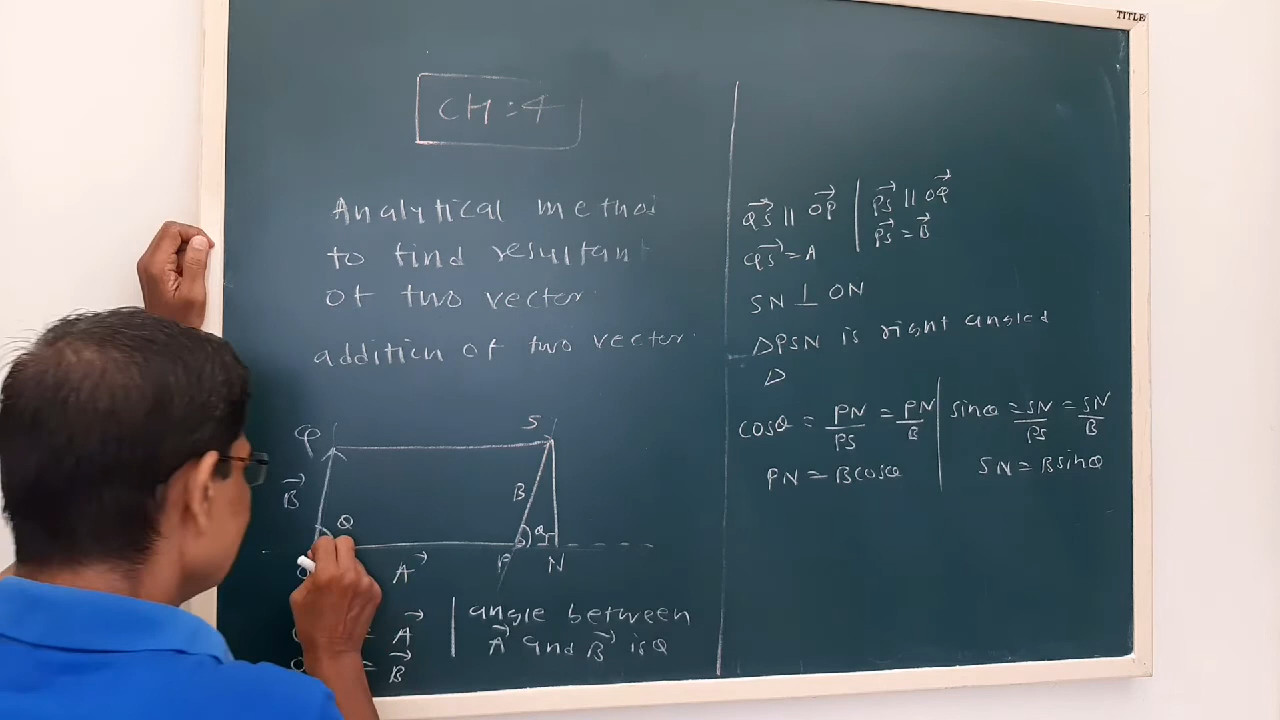 TITLE
CH:4
Analytical method
to find resultant
of two vector.
addition of two vector.
Q
S
B⃗
θ
B
θ
P
N
A⃗
= A⃗
= B⃗
angle between
A⃗ and B⃗ is θ
QS⃗ || OP⃗
QS⃗ = A
PS⃗ || OQ⃗
PS⃗ = B⃗
SN ⊥ ON
△PSN is right angled
△
cosθ = PN/PS = PN/B
PN = Bcosθ
sinθ = SN/PS = SN/B
SN = Bsinθ